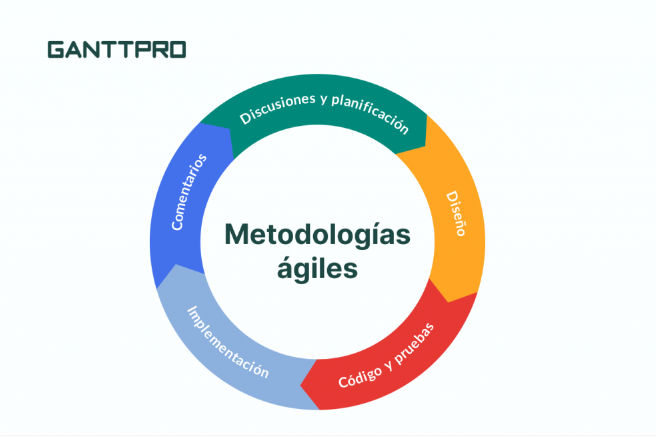 GANTTPRO
Discusiones y planificación
Diseño
Código y pruebas
Implementación
Comentarios
Metodologías
ágiles